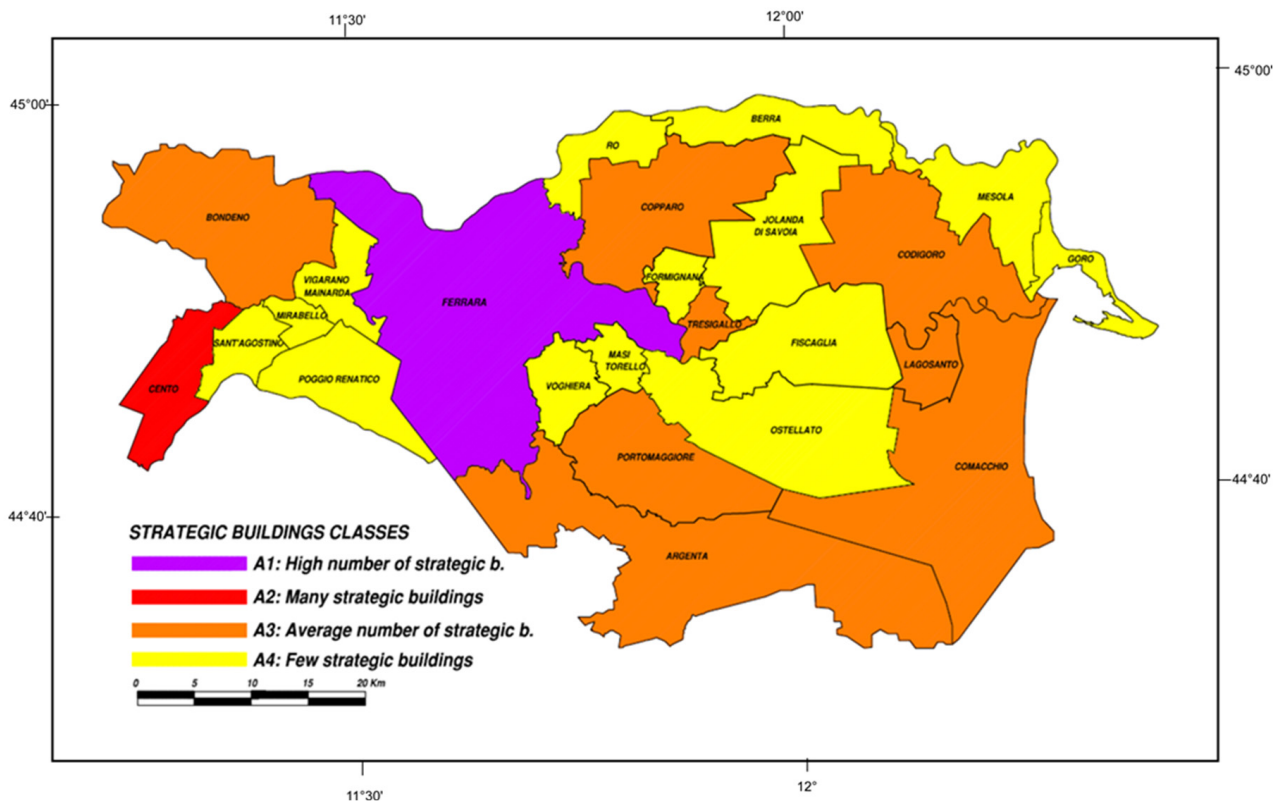 11°30'
12°00'
45°00'
45°00'
BERRA
RO
MESOLA
COPPARO
BONDENO
JOLANDA
DI SAVOIA
CODIGORO
GORO
FORMIGNANA
VIGARANO
MAINARDA
FERRARA
MIRABELLO
TRESIGALLO
SANT'AGOSTINO
FISCAGLIA
MASI
TORELLO
LAGOSANTO
POGGIO RENATICO
VOGHIERA
CENTO
OSTELLATO
PORTOMAGGIORE
COMACCHIO
44°40'
44°40'
ARGENTA
STRATEGIC BUILDINGS CLASSES
A1: High number of strategic b.
A2: Many strategic buildings
A3: Average number of strategic b.
A4: Few strategic buildings
0 5 10 15 20 Km
11°30'
12°